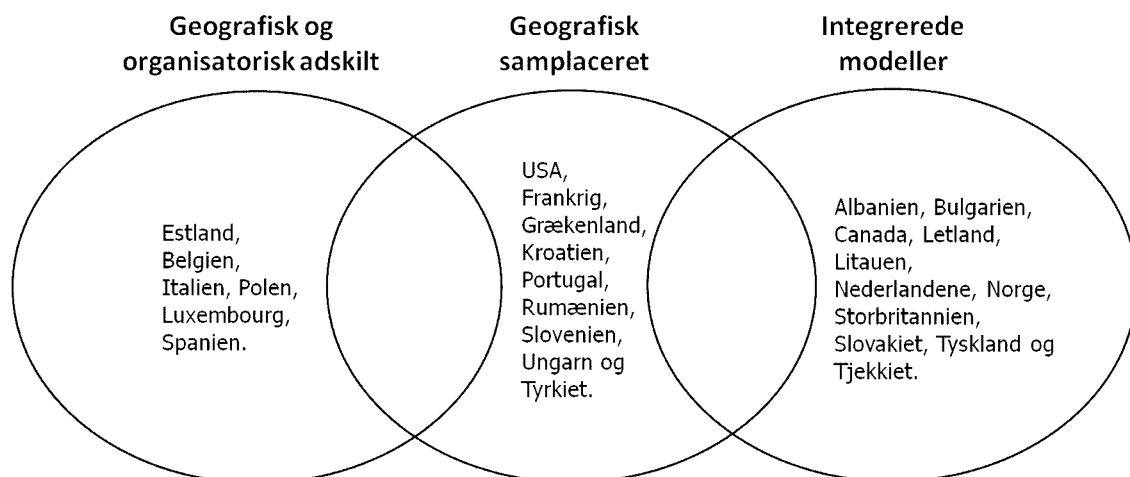 Geografisk og
organisatorisk adskilt
Geografisk
samplaceret
Integrerede
modeller
Estland,
Belgien,
Italien, Polen,
Luxembourg,
Spanien.
USA,
Frankrig,
Grækenland,
Kroatien,
Portugal,
Rumænien,
Slovenien,
Ungarn og
Tyrkiet.
Albanien, Bulgarien,
Canada, Letland,
Litauen,
Nederlandene, Norge,
Storbritannien,
Slovakiet, Tyskland og
Tjekkiet.